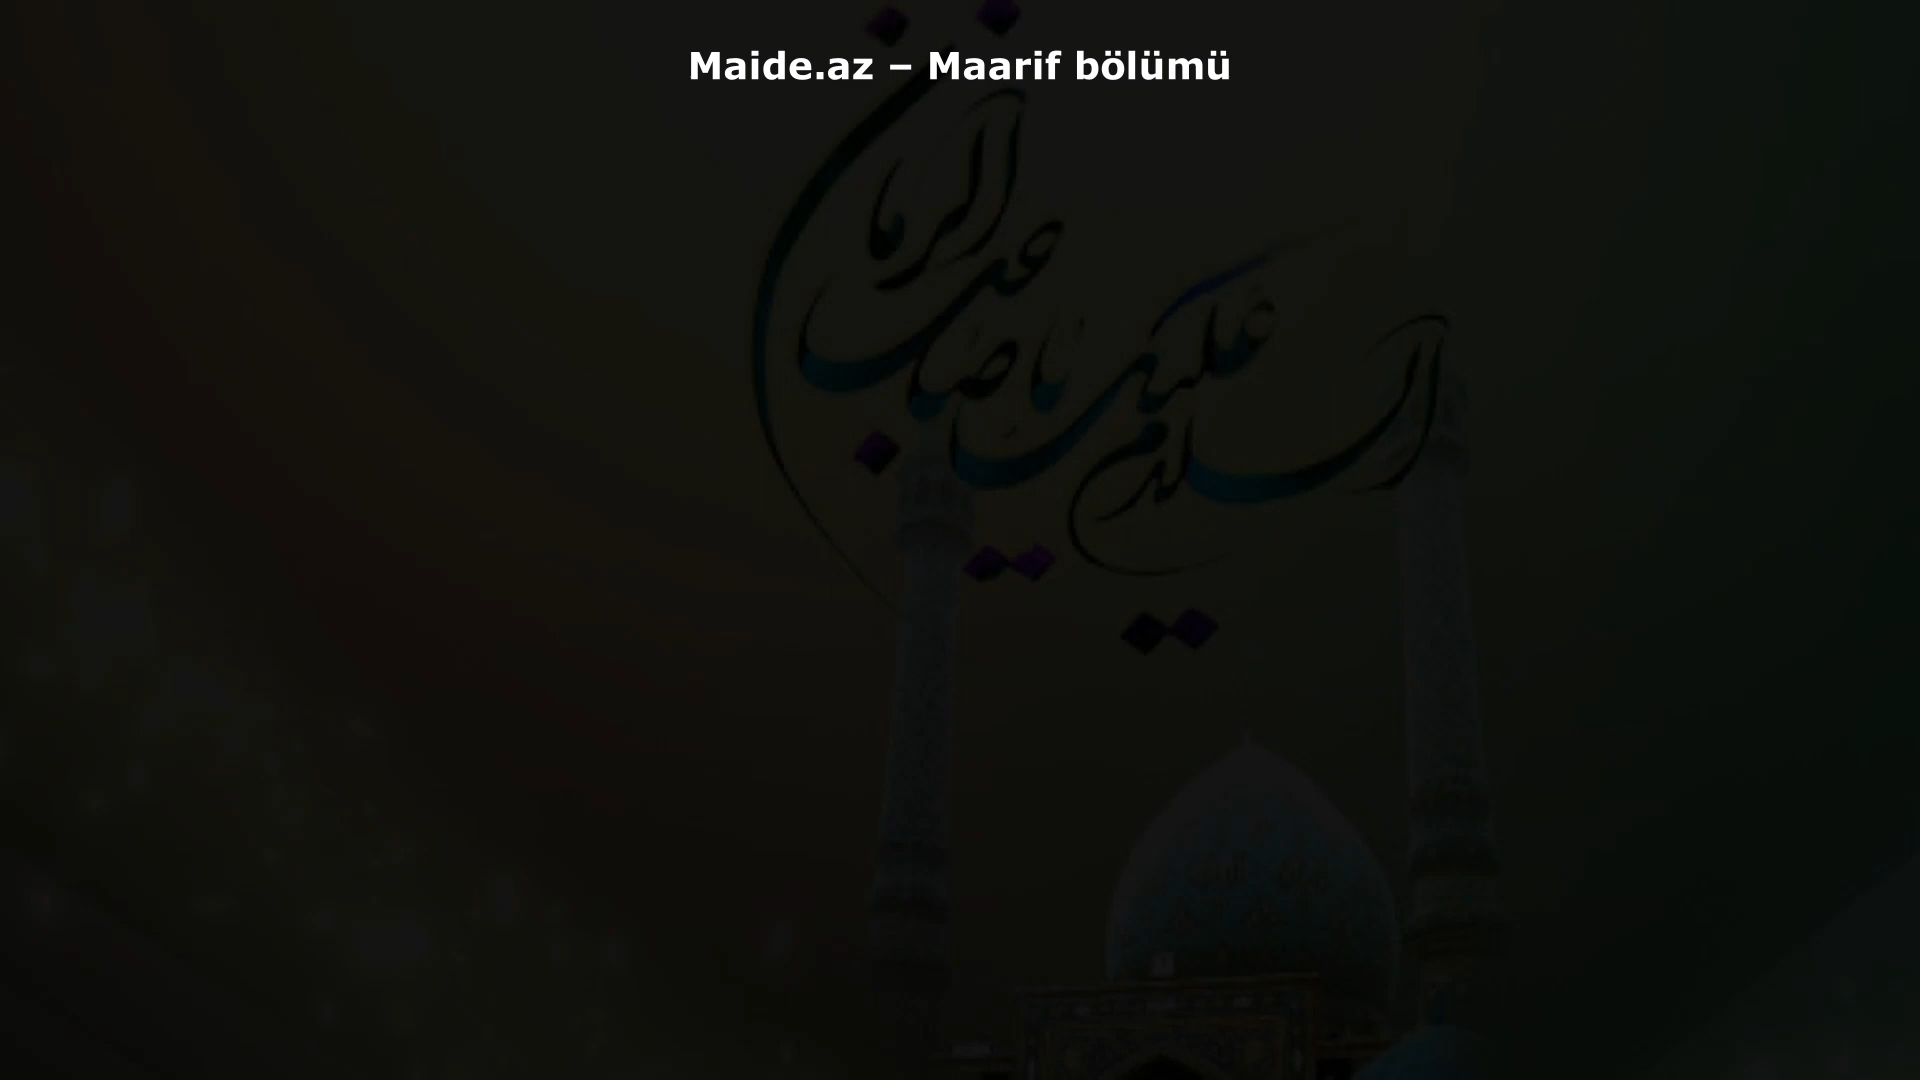 Maide.az – Maarif bölümü
السلام علیک یا صاحب الزمان